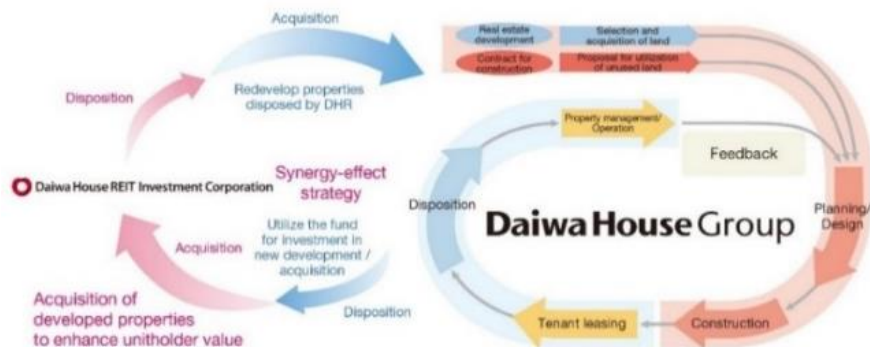 Acquisition
Real estate
development
Selection and
acquisition of land
Contract for
construction
Proposal for utilization
of unused land
Disposition
Redevelop properties
disposed by DHR
Property management/
Operation
Feedback
Daiwa House REIT Investment Corporation
Synergy-effect
strategy
Disposition
Daiwa House Group
Planning/
Design
Utilize the fund
for investment in
new development /
acquisition
Acquisition
Disposition
Acquisition of
developed properties
to enhance unitholder value
Tenant leasing
Construction